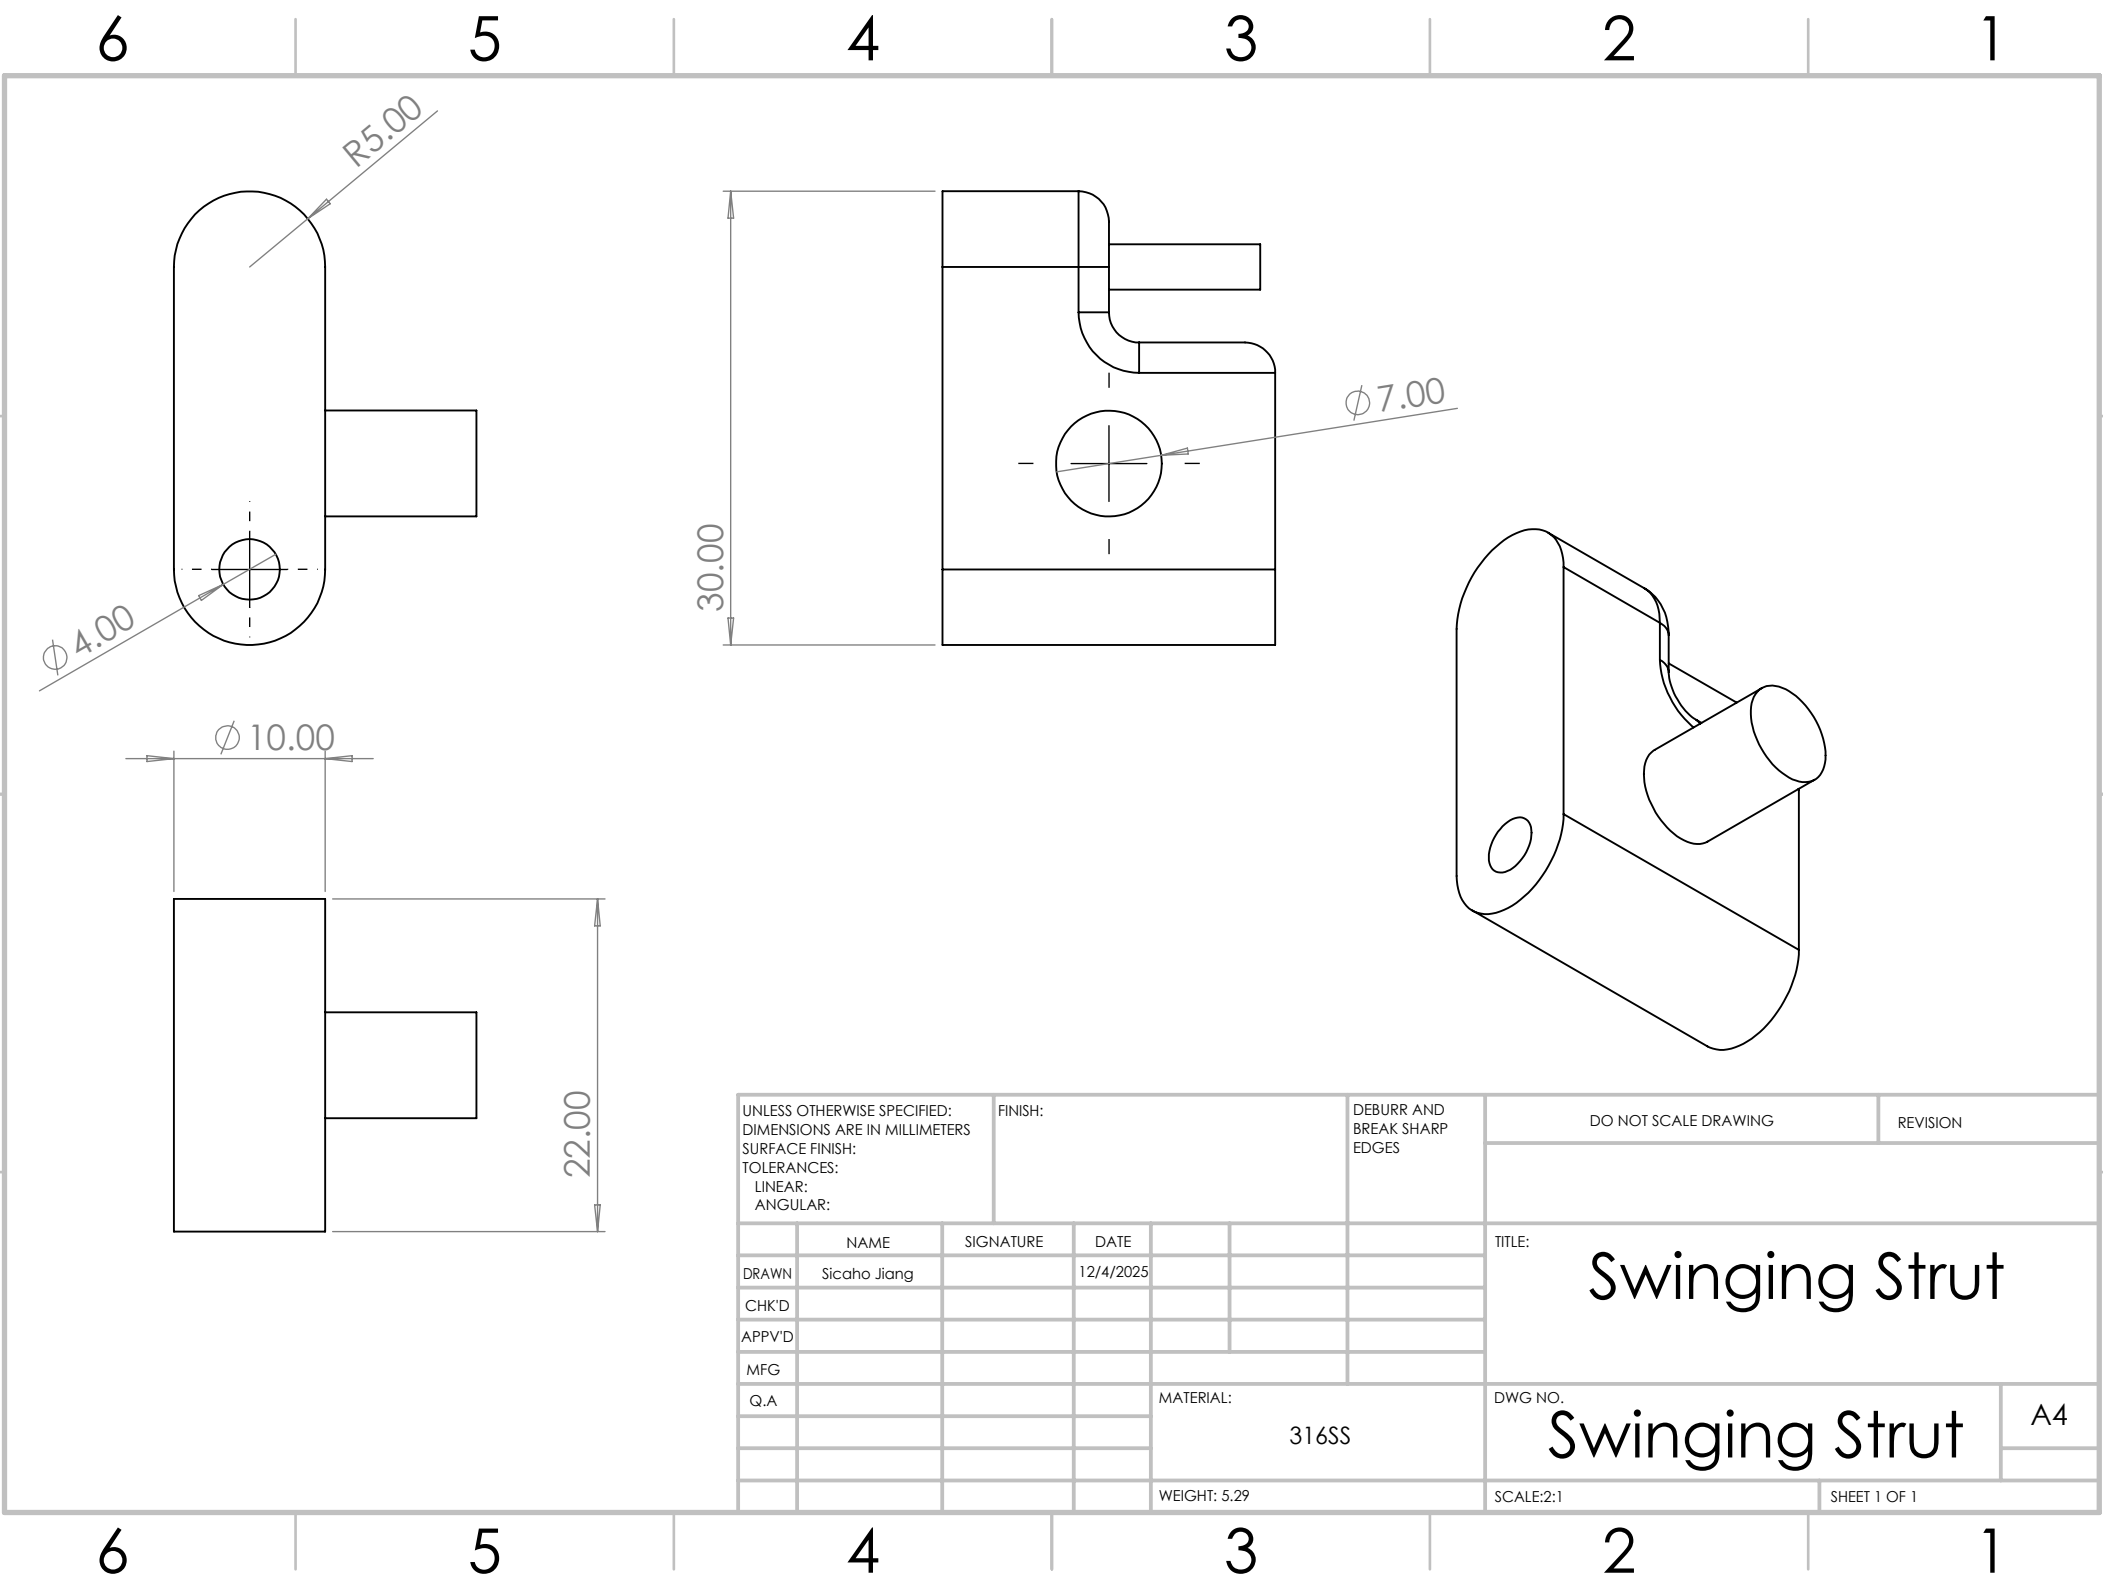 6 5 4 3 2 1
R5.00
⌀7.00
30.00
⌀4.00
⌀10.00
22.00
UNLESS OTHERWISE SPECIFIED:
DIMENSIONS ARE IN MILLIMETERS
SURFACE FINISH:
TOLERANCES:
LINEAR:
ANGULAR:
FINISH:
DEBURR AND
BREAK SHARP
EDGES
DO NOT SCALE DRAWING
REVISION
NAME SIGNATURE DATE
DRAWN Sicaho Jiang 12/4/2025
CHK'D
APPV'D
MFG
Q.A
TITLE:
Swinging Strut
MATERIAL:
316SS
DWG NO.
Swinging Strut
A4
WEIGHT: 5.29
SCALE:2:1
SHEET 1 OF 1
6 5 4 3 2 1